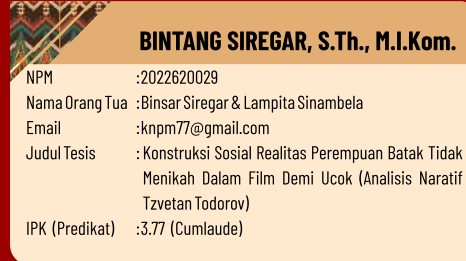 BINTANG SIREGAR, S.Th., M.I.Kom.
NPM :2022620029
Nama Orang Tua :Binsar Siregar & Lampita Sinambela
Email :knpm77@gmail.com
Judul Tesis : Konstruksi Sosial Realitas Perempuan Batak Tidak
Menikah Dalam Film Demi Ucok (Analisis Naratif
Tzvetan Todorov)
IPK (Predikat) :3.77 (Cumlaude)